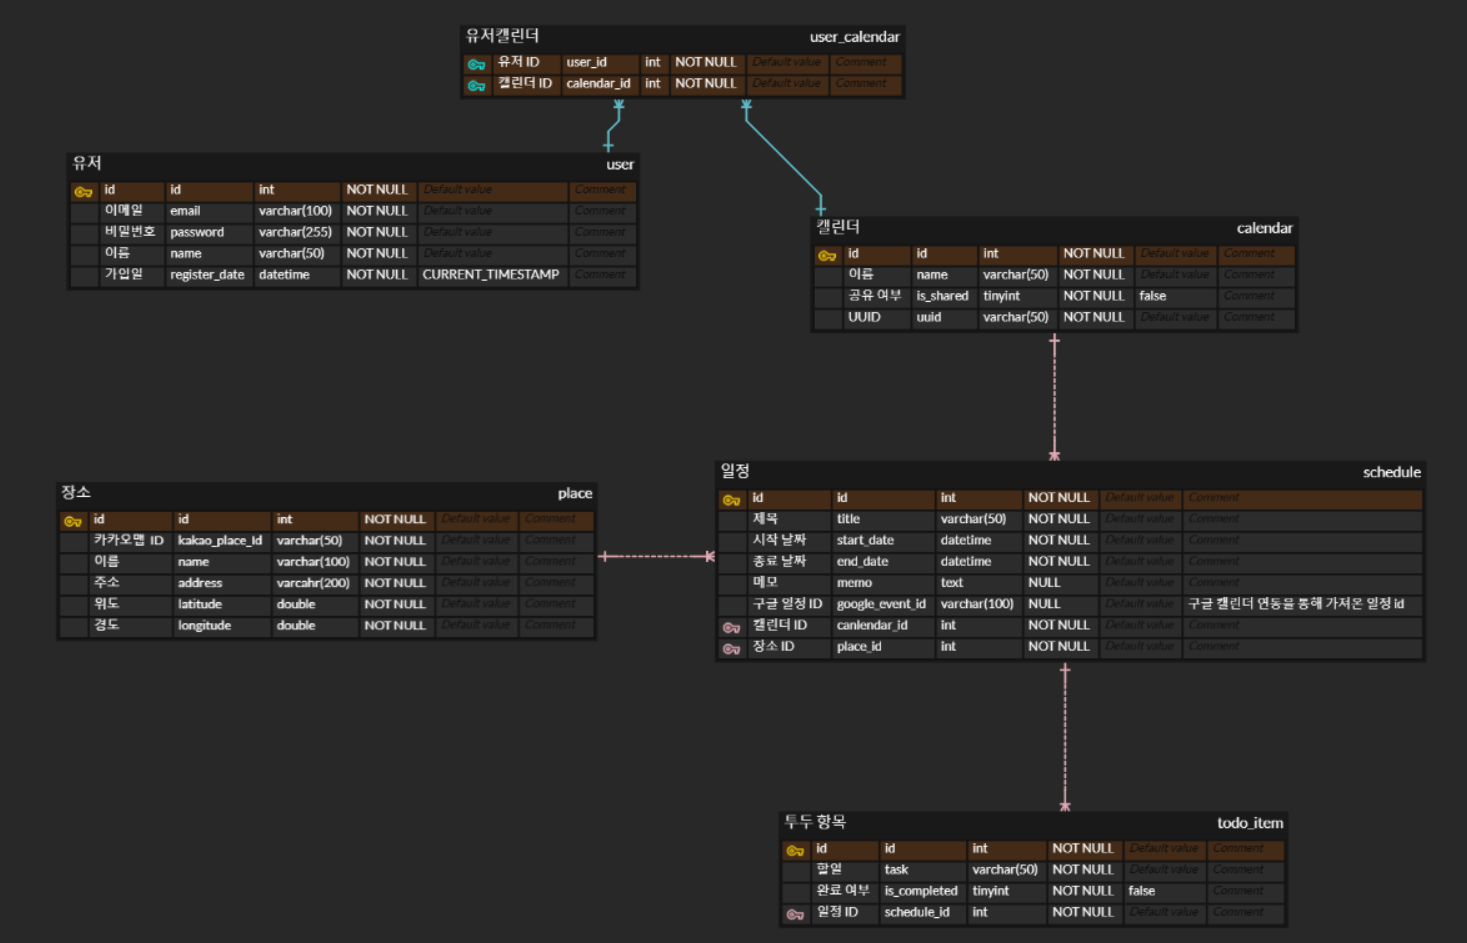 유저캘린더 user_calendar
유저 ID user_id int NOT NULL Default value Comment
캘린더 ID calendar_id int NOT NULL Default value Comment
유저 user
id id int NOT NULL Default value Comment
이메일 email varchar(100) NOT NULL Default value Comment
비밀번호 password varchar(255) NOT NULL Default value Comment
이름 name varchar(50) NOT NULL Default value Comment
가입일 register_date datetime NOT NULL CURRENT_TIMESTAMP Comment
캘린더 calendar
id id int NOT NULL Default value Comment
이름 name varchar(50) NOT NULL Default value Comment
공유 여부 is_shared tinyint NOT NULL false Comment
UUID uuid varchar(50) NOT NULL Default value Comment
장소 place
id id int NOT NULL Default value Comment
카카오맵 ID kakao_place_id varchar(50) NOT NULL Default value Comment
이름 name varchar(100) NOT NULL Default value Comment
주소 address varcahr(200) NOT NULL Default value Comment
위도 latitude double NOT NULL Default value Comment
경도 longitude double NOT NULL Default value Comment
일정 schedule
id id int NOT NULL Default value Comment
제목 title varchar(50) NOT NULL Default value Comment
시작 날짜 start_date datetime NOT NULL Default value Comment
종료 날짜 end_date datetime NOT NULL Default value Comment
메모 memo text NULL Default value Comment
구글 일정 ID google_event_id varchar(100) NULL Default value 구글 캘린더 연동을 통해 가져온 일정 id
캘린더 ID canlendar_id int NOT NULL Default value Comment
장소 ID place_id int NOT NULL Default value Comment
투두 항목 todo_item
id id int NOT NULL Default value Comment
할일 task varchar(50) NOT NULL Default value Comment
완료 여부 is_completed tinyint NOT NULL false Comment
일정 ID schedule_id int NOT NULL Default value Comment